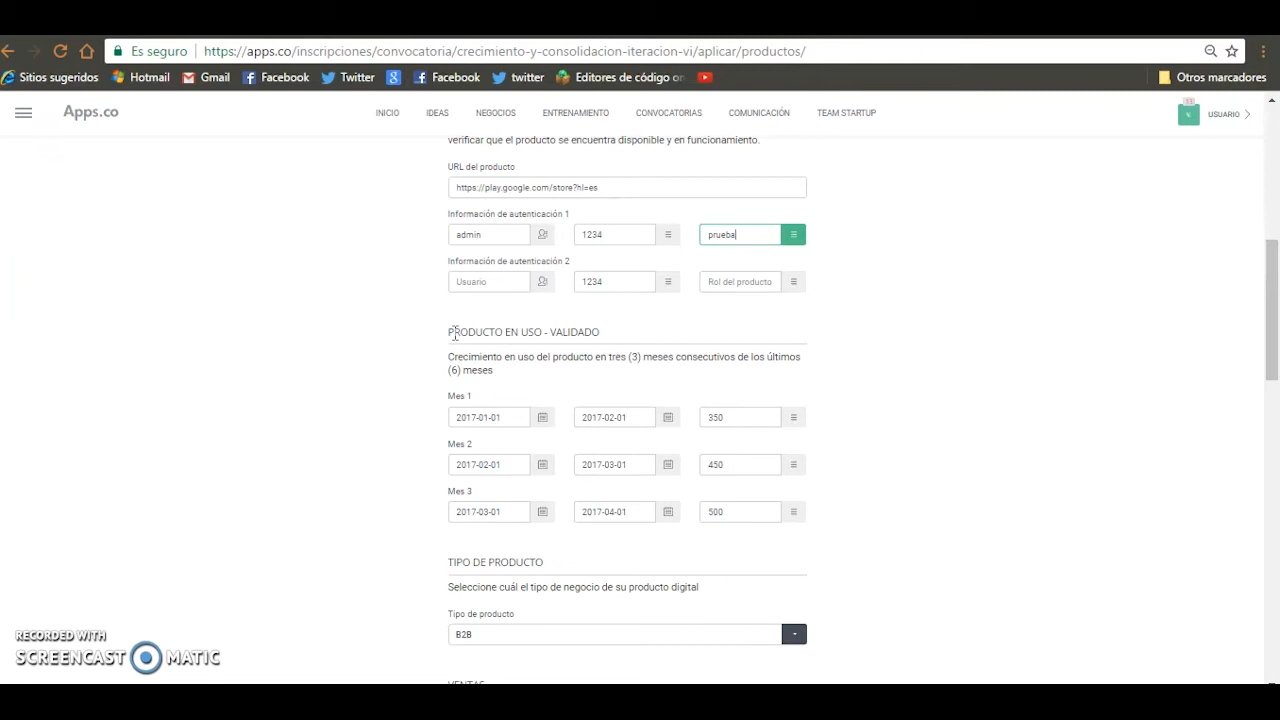 Es seguro https://apps.co/inscripciones/convocatoria/crecimiento-y-consolidacion-iteracion-vi/aplicar/productos/
Sitios sugeridos Hotmail Gmail Facebook Twitter Facebook twitter Editores de código on Otros marcadores
Apps.co INICIO IDEAS NEGOCIOS ENTRENAMIENTO CONVOCATORIAS COMUNICACIÓN TEAM STARTUP USUARIO
verificar que el producto se encuentra disponible y en funcionamiento.
URL del producto
https://play.google.com/store?hl=es
Información de autenticación 1
admin 1234 prueba
Información de autenticación 2
Usuario 1234 Rol del producto
PRODUCTO EN USO - VALIDADO
Crecimiento en uso del producto en tres (3) meses consecutivos de los últimos
(6) meses
Mes 1
2017-01-01 2017-02-01 350
Mes 2
2017-02-01 2017-03-01 450
Mes 3
2017-03-01 2017-04-01 500
TIPO DE PRODUCTO
Seleccione cuál el tipo de negocio de su producto digital
Tipo de producto
B2B
VENTAS
RECORDED WITH
SCREENCAST MATIC